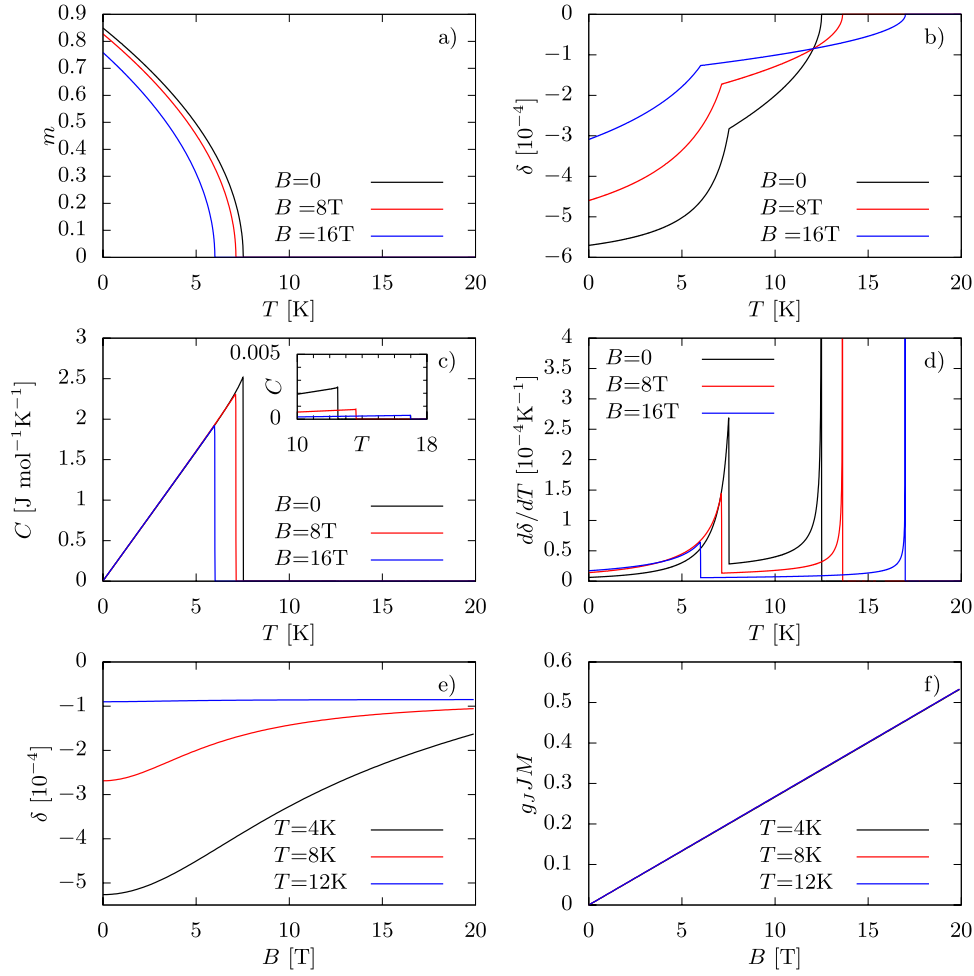 0.9
0.8
0.7
0.6
0.5
0.4
0.3
0.2
0.1
0
m
a)
B=0
B =8T
B =16T
0 5 10 15 20
T [K]
0
−1
−2
−3
−4
−5
−6
δ [10⁻⁴]
b)
B=0
B=8T
B =16T
0 5 10 15 20
T [K]
3
2.5
2
1.5
1
0.5
0
C [J mol⁻¹K⁻¹]
c)
0.005
C
0
10 T 18
B=0
B=8T
B=16T
0 5 10 15 20
T [K]
4
3.5
3
2.5
2
1.5
1
0.5
0
dδ/dT [10⁻⁴K⁻¹]
d)
B=0
B=8T
B=16T
0 5 10 15 20
T [K]
0
−1
−2
−3
−4
−5
δ [10⁻⁴]
e)
T=4K
T=8K
T=12K
0 5 10 15 20
B [T]
0.6
0.5
0.4
0.3
0.2
0.1
0
g_J JM
f)
T=4K
T=8K
T=12K
0 5 10 15 20
B [T]